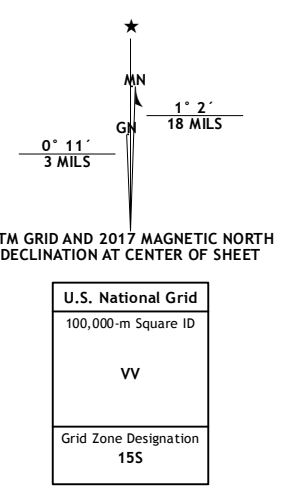 ★
MN
1° 2´
18 MILS
GN
0° 11´
3 MILS
TM GRID AND 2017 MAGNETIC NORTH
DECLINATION AT CENTER OF SHEET
U.S. National Grid
100,000-m Square ID
VV
Grid Zone Designation
15S